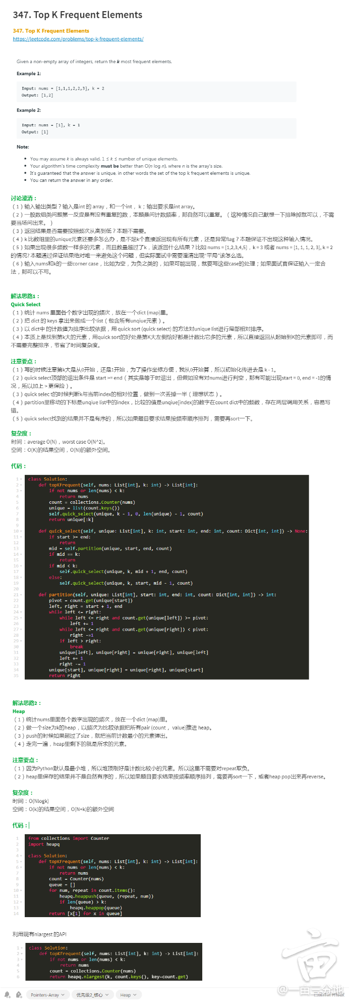 347. Top K Frequent Elements
347. Top K Frequent Elements
https://leetcode.com/problems/top-k-frequent-elements/
Given a non-empty array of integers, return the k most frequent elements.
Example 1:
Input: nums = [1,1,1,2,2,3], k = 2
Output: [1,2]
Example 2:
Input: nums = [1], k = 1
Output: [1]
Note:
• You may assume k is always valid, 1 ≤ k ≤ number of unique elements.
• Your algorithm's time complexity must be better than O(n log n), where n is the array's size.
• It's guaranteed that the answer is unique, in other words the set of the top k frequent elements is unique.
• You can return the answer in any order.
讨论澄清：
（1）输入输出类型？输入是int 的 array，和一个int， k；输出要求是int array。
（2）一般数组类问题第一反应是有没有重复的数，本题是问计数频率，那自然可以重复。（这种情况自己默想一下排除掉就可以，不需
要当场问出来。）
（3）返回结果是否需要按照频次从高到低？本题不需要。
（4）k 比数组里的unique元素还要多怎么办，是不足k个直接返回现有所有元素，还是异常flag？本题保证不出现这种输入情况。
（5）如果出现很多频数一样多的元素，而且数量超过了k，该返回什么结果？比如 nums = [1,2,3,4,5]，k = 3 或者 nums = [1, 1, 1, 2, 3], k = 2
的情况? 本题通过保证结果绝对唯一来避免这个问题，但实际面试中需要澄清出现“平局”该怎么选。
（6）输入nums和k的一些corner case，比如为空，为负之类的，如果可能出现，就要写这些case的处理；如果面试官保证输入一定合
法，那可以不写。
解法思路1：
Quick Select
（1）统计 nums 里面各个数字出现的频次，放在一个dict (map)里。
（2）把 dict 的 keys 拿出来做成一个list（包含所有unqiue元素）。
（3）以 dict中 的计数值为排序比较依据，用 quick sort (quick select) 的方法对unique list进行局部相对排序。
（4）本质上是找到第k大的元素，用quick sort的好处是第K大左侧恰好都是计数比它多的元素，所以直接返回从起始到K的元素即可，而
不需要完整排序，节省了时间复杂度。
注意要点：
（1）写的时候注意第k大是从0开始，还是1开始，为了操作坐标方便，我从0开始算，所以初始化传进去是 k - 1。
（2）quick select顶部的退出条件是 start >= end（其实是等于时退出，但假如没有对nums进行判空，那有可能出现start = 0, end = -1的情
况，所以加上 > 更保险）。
（3）quick selec t的时候判断k与当前index的相对位置，做到一次丢掉一半（理想状态）。
（4）partition里移动的下标是unqiue list中的index，比较的值是unqiue[index]的数字在count dict中的频数，存在两层调用关系，容易写
错。
（5）quick select找到的结果并不是有序的，所以如果题目要求结果按频率顺序排列，需要再sort一下。
复杂度：
时间：average O(N)，worst case O(N^2)。
空间：O(K)的结果空间，O(N)的额外空间。
代码：
1 class Solution:
2 def topKFrequent(self, nums: List[int], k: int) -> List[int]:
3 if not nums or len(nums) < k:
4 return nums
5 count = collections.Counter(nums)
6 unique = list(count.keys())
7 self.quick_select(unique, k - 1, 0, len(unique) - 1, count)
8 return unique[:k]
9
10 def quick_select(self, unique: List[int], k: int, start: int, end: int, count: Dict[int, int]) -> None:
11 if start >= end:
12 return
13 mid = self.partition(unique, start, end, count)
14 if mid == k:
15 return
16 if mid < k:
17 self.quick_select(unique, k, mid + 1, end, count)
18 else:
19 self.quick_select(unique, k, start, mid - 1, count)
20
21 def partition(self, unique: List[int], start: int, end: int, count: Dict[int, int]) -> int:
22 pivot = count.get(unique[start])
23 left, right = start + 1, end
24 while left <= right:
25 while left <= right and count.get(unique[left]) >= pivot:
26 left += 1
27 while left <= right and count.get(unique[right]) < pivot:
28 right -=1
29 if left > right:
30 break
31 unique[left], unique[right] = unique[right], unique[left]
32 left += 1
33 right -= 1
34 unique[start], unique[right] = unique[right], unique[start]
35 return right
解法思路2：
Heap
（1）统计nums里面各个数字出现的频次，放在一个dict (map)里。
（2）做一个size为k的heap，以频次为比较依据把所有pair (count， value)推进 heap。
（3）push的时候如果超过了size，就把当前计数最小的元素弹出。
（4）走完一遍，heap里剩下的就是所求的元素。
注意要点：
（1）因为Python默认是最小堆，所以堆顶刚好是计数比较小的元素。所以这里不需要对repeat取负。
（2）heap里保存的结果并不是自然有序的，所以如果题目要求结果按频率顺序排列，需要再sort一下，或者heap pop出来再reverse。
复杂度：
时间：O(Nlogk)
空间：O(k)的结果空间，O(N+k)的额外空间
代码：
1 from collections import Counter
2 import heapq
3
4 class Solution:
5 def topKFrequent(self, nums: List[int], k: int) -> List[int]:
6 if not nums or len(nums) < k:
7 return nums
8 count = Counter(nums)
9 queue = []
10 for num, repeat in count.items():
11 heapq.heappush(queue, (repeat, num))
12 if len(queue) > k:
13 heapq.heappop(queue)
14 return [x[1] for x in queue]
利用现有nlargest 的API
1 class Solution:
2 def topKFrequent(self, nums: List[int], k: int) -> List[int]:
3 if not nums or len(nums) < k:
4 return nums
5 count = collections.Counter(nums)
6 return heapq.nlargest(k, count.keys(), key=count.get)
亩
@一亩三分地
Pointers-Array 优先级2_核心 Heap